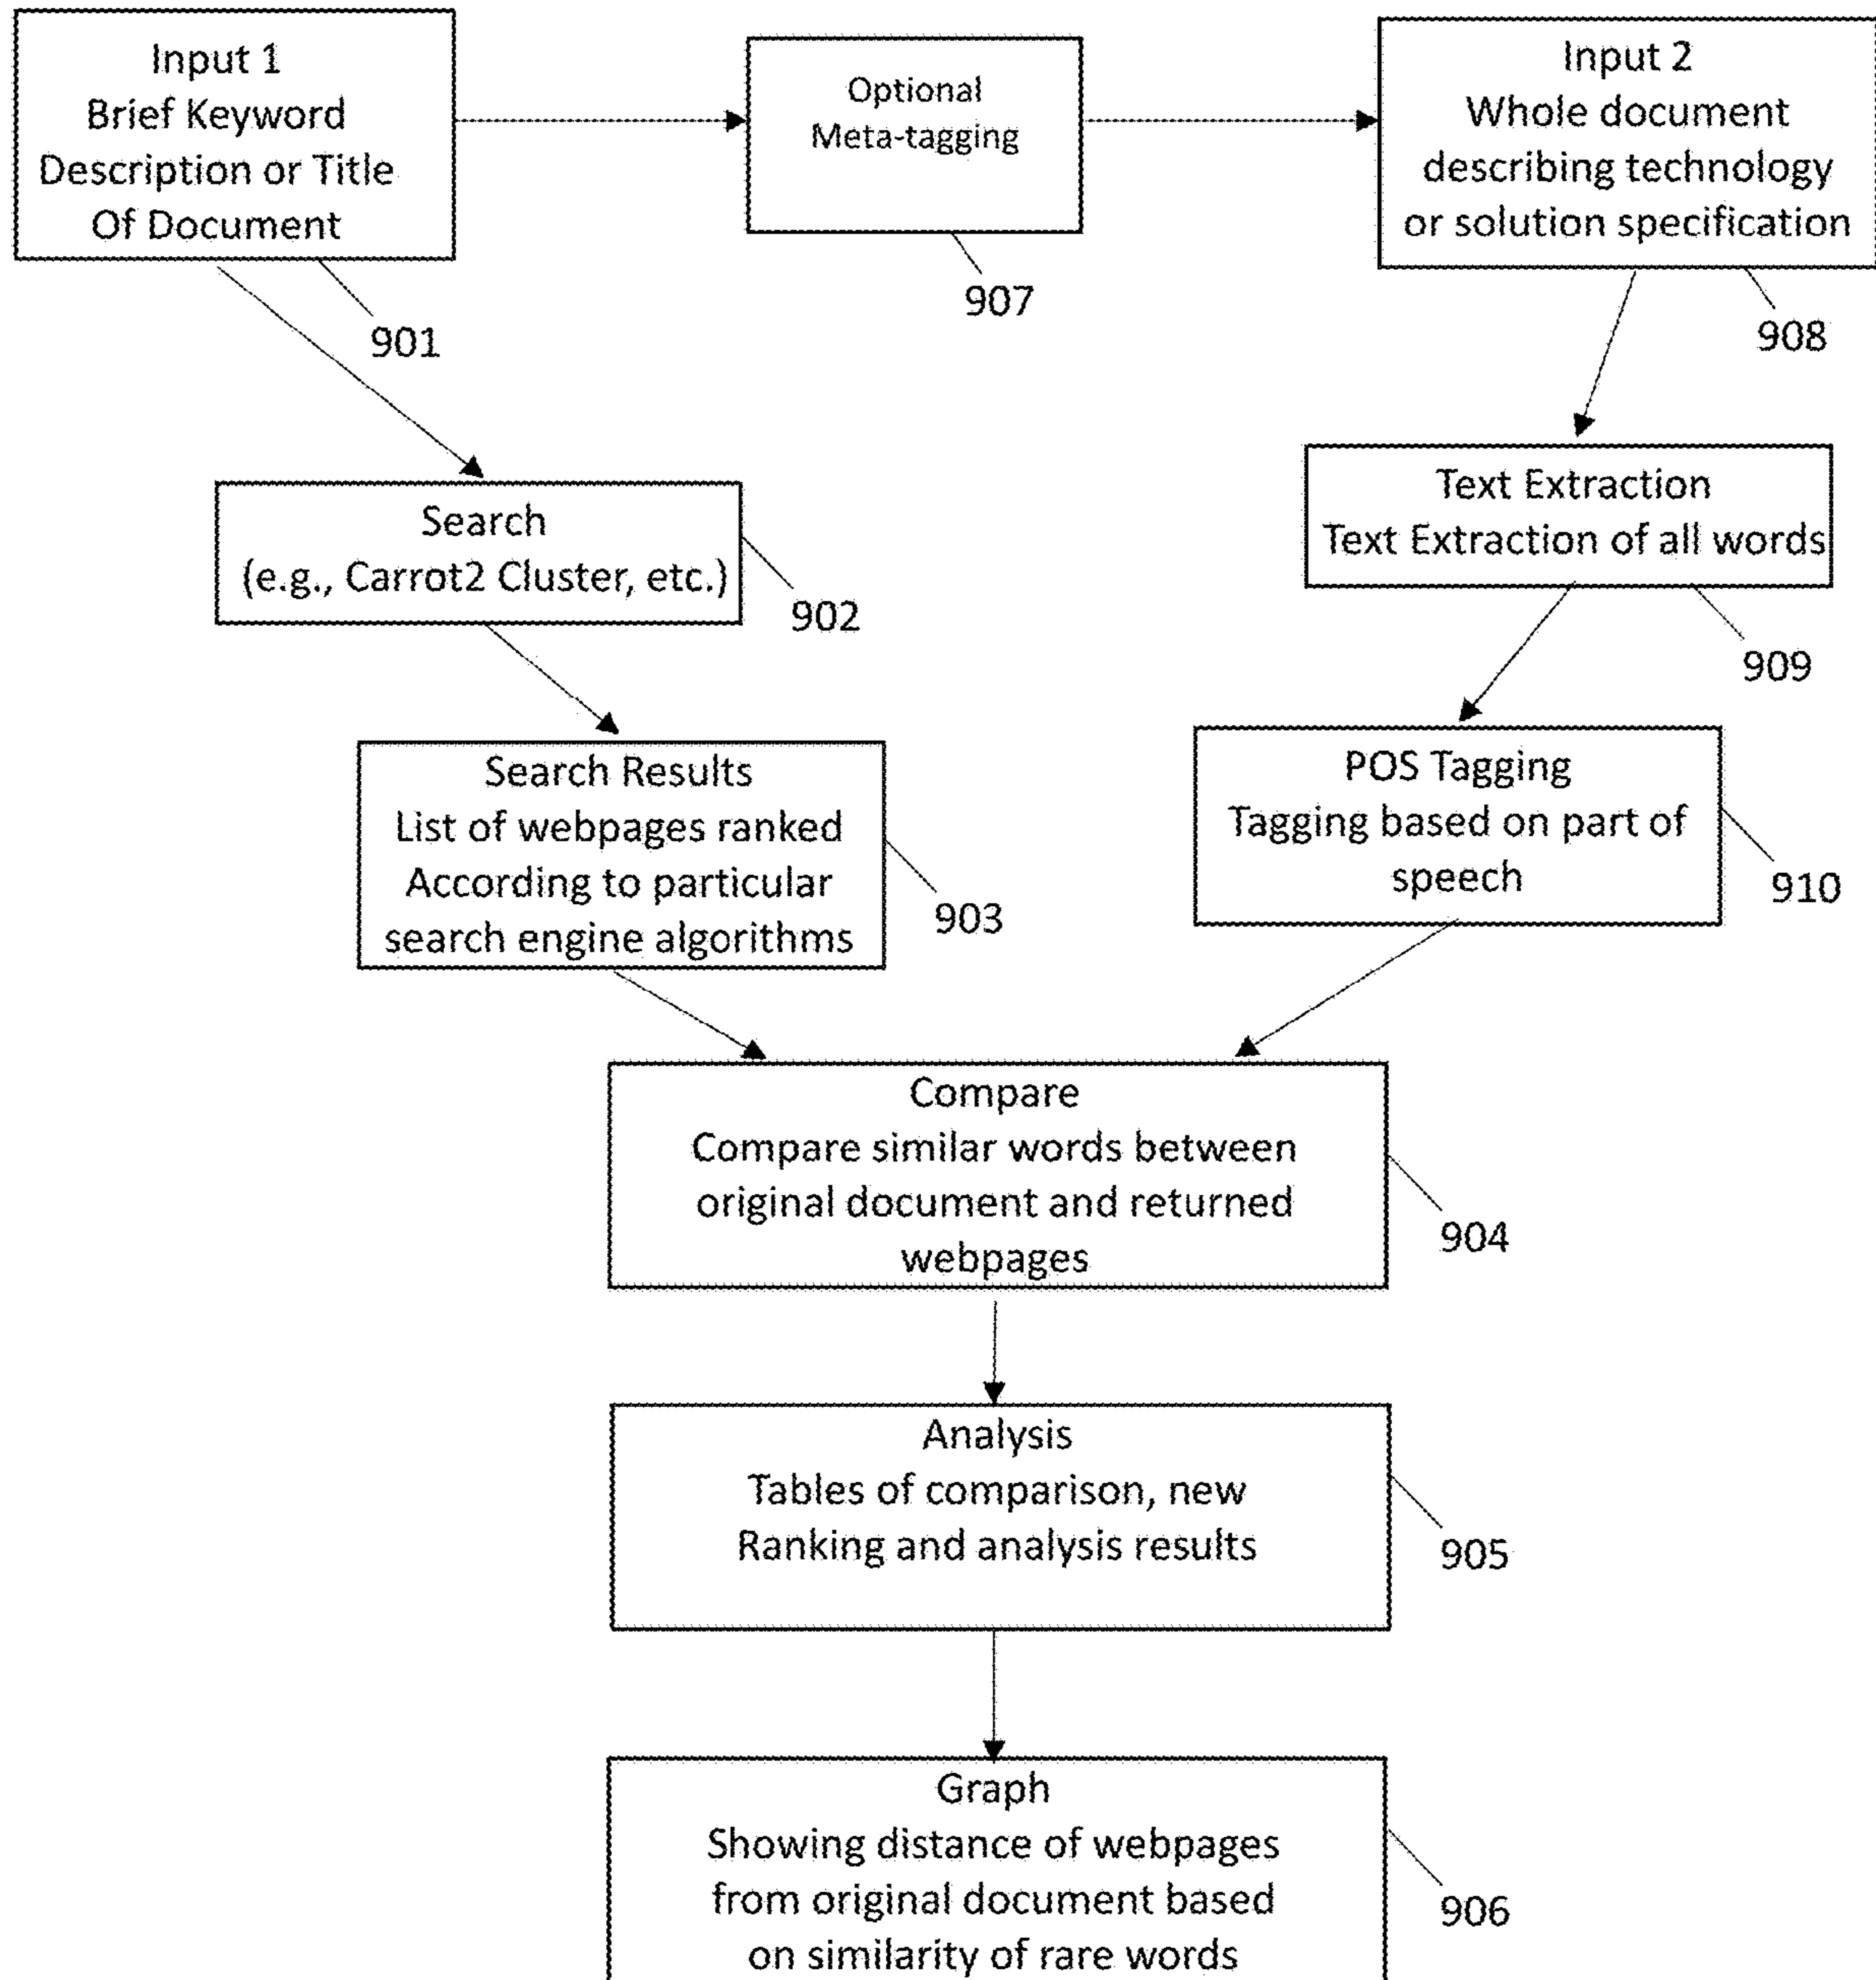 Input 1
Brief Keyword
Description or Title
Of Document
901
Optional
Meta-tagging
907
Input 2
Whole document
describing technology
or solution specification
908
Search
(e.g., Carrot2 Cluster, etc.)
902
Text Extraction
Text Extraction of all words
909
Search Results
List of webpages ranked
According to particular
search engine algorithms
903
POS Tagging
Tagging based on part of
speech
910
Compare
Compare similar words between
original document and returned
webpages
904
Analysis
Tables of comparison, new
Ranking and analysis results
905
Graph
Showing distance of webpages
from original document based
on similarity of rare words
906